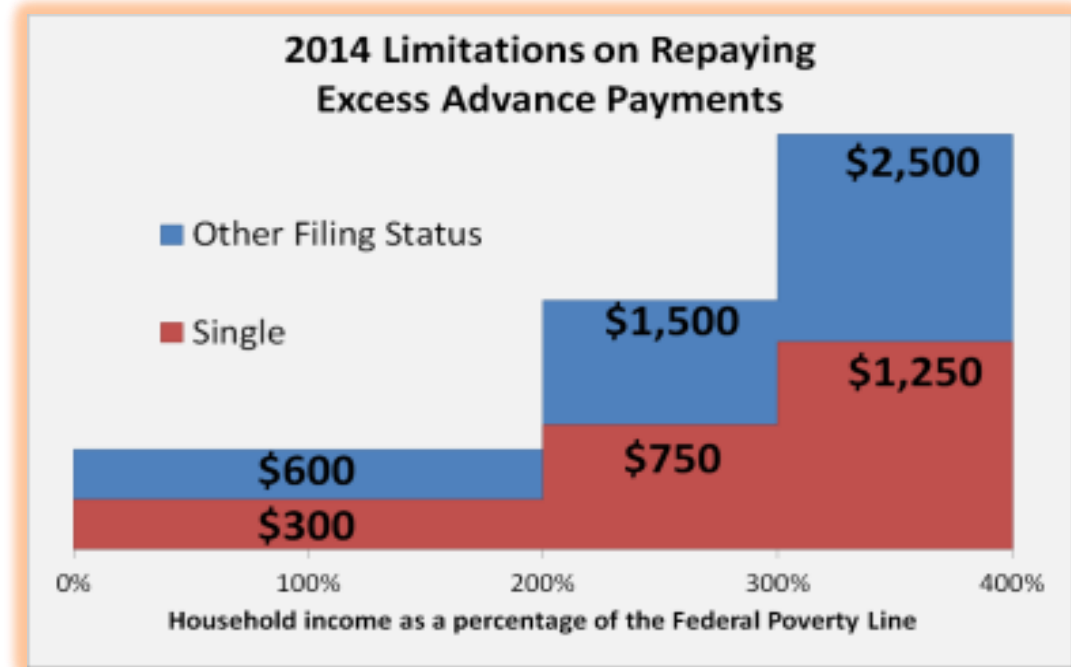 2014 Limitations on Repaying
Excess Advance Payments
$2,500
Other Filing Status
$1,500
Single
$1,250
$600
$750
$300
0% 100% 200% 300% 400%
Household income as a percentage of the Federal Poverty Line